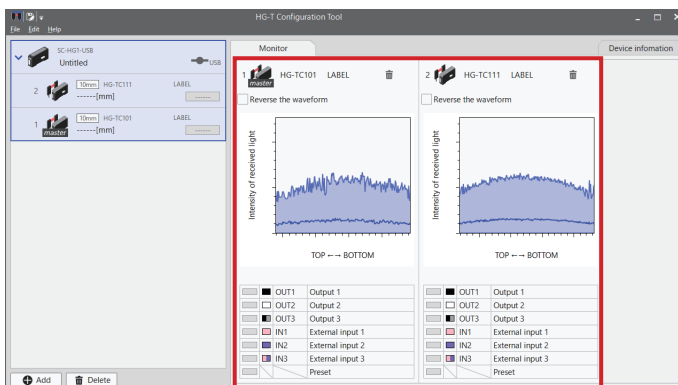 HG-T Configuration Tool
File Edit Help
SC-HG1-USB
Untitled
USB
2 10mm HG-TC111 LABEL
------[mm] ------
1 master 10mm HG-TC101 LABEL
------[mm] ------
Add Delete
Monitor
Device infomation
1 master HG-TC101 LABEL
Reverse the waveform
Intensity of received light
TOP ←→ BOTTOM
OUT1 Output 1
OUT2 Output 2
OUT3 Output 3
IN1 External input 1
IN2 External input 2
IN3 External input 3
Preset
2 HG-TC111 LABEL
Reverse the waveform
Intensity of received light
TOP ←→ BOTTOM
OUT1 Output 1
OUT2 Output 2
OUT3 Output 3
IN1 External input 1
IN2 External input 2
IN3 External input 3
Preset